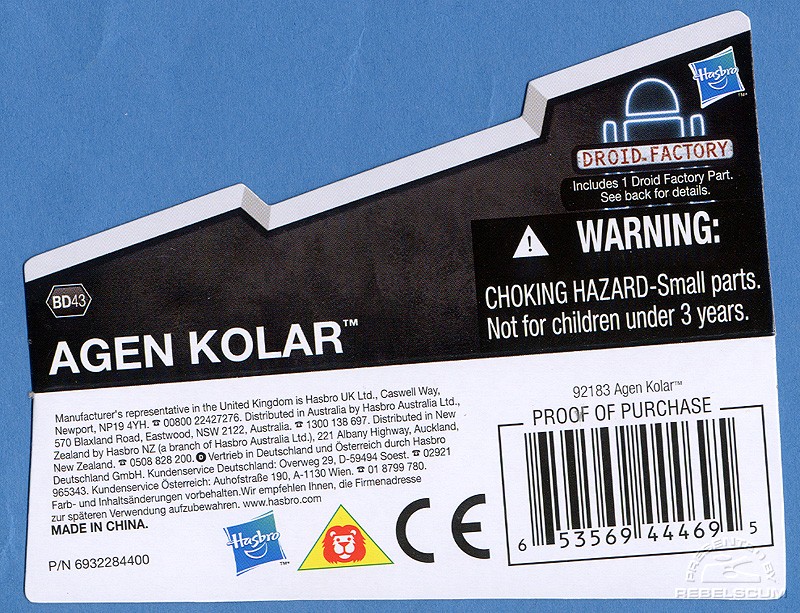 Hasbro
™
DROID FACTORY
Includes 1 Droid Factory Part.
See back for details.
WARNING:
CHOKING HAZARD-Small parts.
Not for children under 3 years.
BD43
AGEN KOLAR™
Manufacturer's representative in the United Kingdom is Hasbro UK Ltd., Caswell Way,
Newport, NP19 4YH. ☎ 00800 22427276. Distributed in Australia by Hasbro Australia Ltd.,
570 Blaxland Road, Eastwood, NSW 2122, Australia. ☎ 1300 138 697. Distributed in New
Zealand by Hasbro NZ (a branch of Hasbro Australia Ltd.), 221 Albany Highway, Auckland,
New Zealand. ☎ 0508 828 200. D Vertrieb in Deutschland und Österreich durch Hasbro
Deutschland GmbH. Kundenservice Deutschland: Overweg 29, D-59494 Soest. ☎ 02921
965343. Kundenservice Österreich: Auhofstraße 190, A-1130 Wien. ☎ 01 8799 780.
Farb- und Inhaltsänderungen vorbehalten.Wir empfehlen Ihnen, die Firmenadresse
zur späteren Verwendung aufzubewahren. www.hasbro.com
MADE IN CHINA.
P/N 6932284400
Hasbro
™
CE
92183 Agen Kolar™
PROOF OF PURCHASE
6 53569 44469 5
PRESENTED BY
REBELSCUM